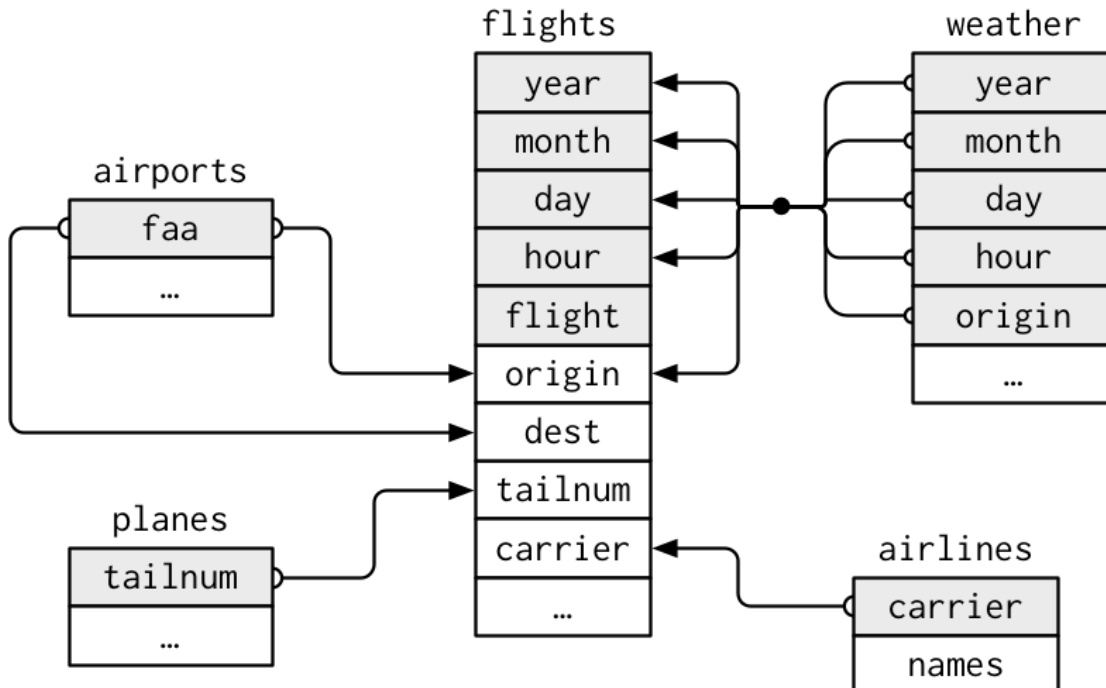 flights
year
month
day
hour
flight
origin
dest
tailnum
carrier
…
weather
year
month
day
hour
origin
…
airports
faa
…
planes
tailnum
…
airlines
carrier
names